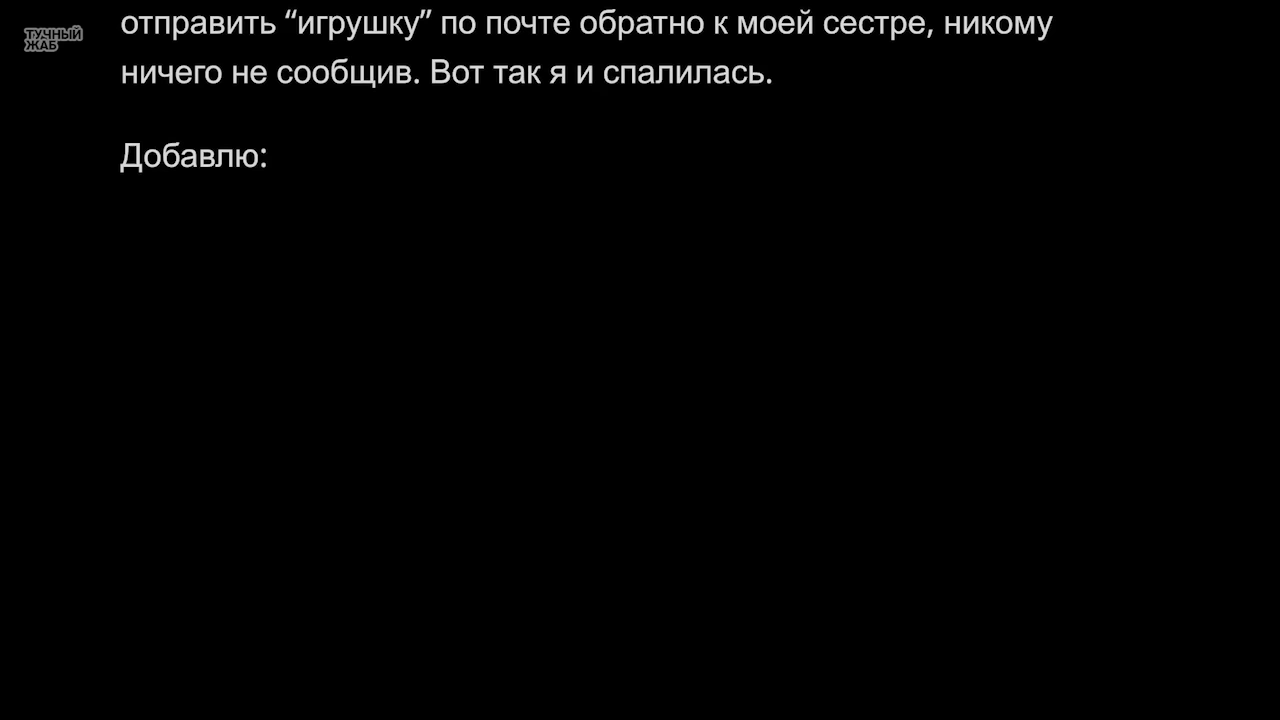 ТУЧНЫЙ
ЖАБ
отправить “игрушку” по почте обратно к моей сестре, никому
ничего не сообщив. Вот так я и спалилась.
Добавлю: